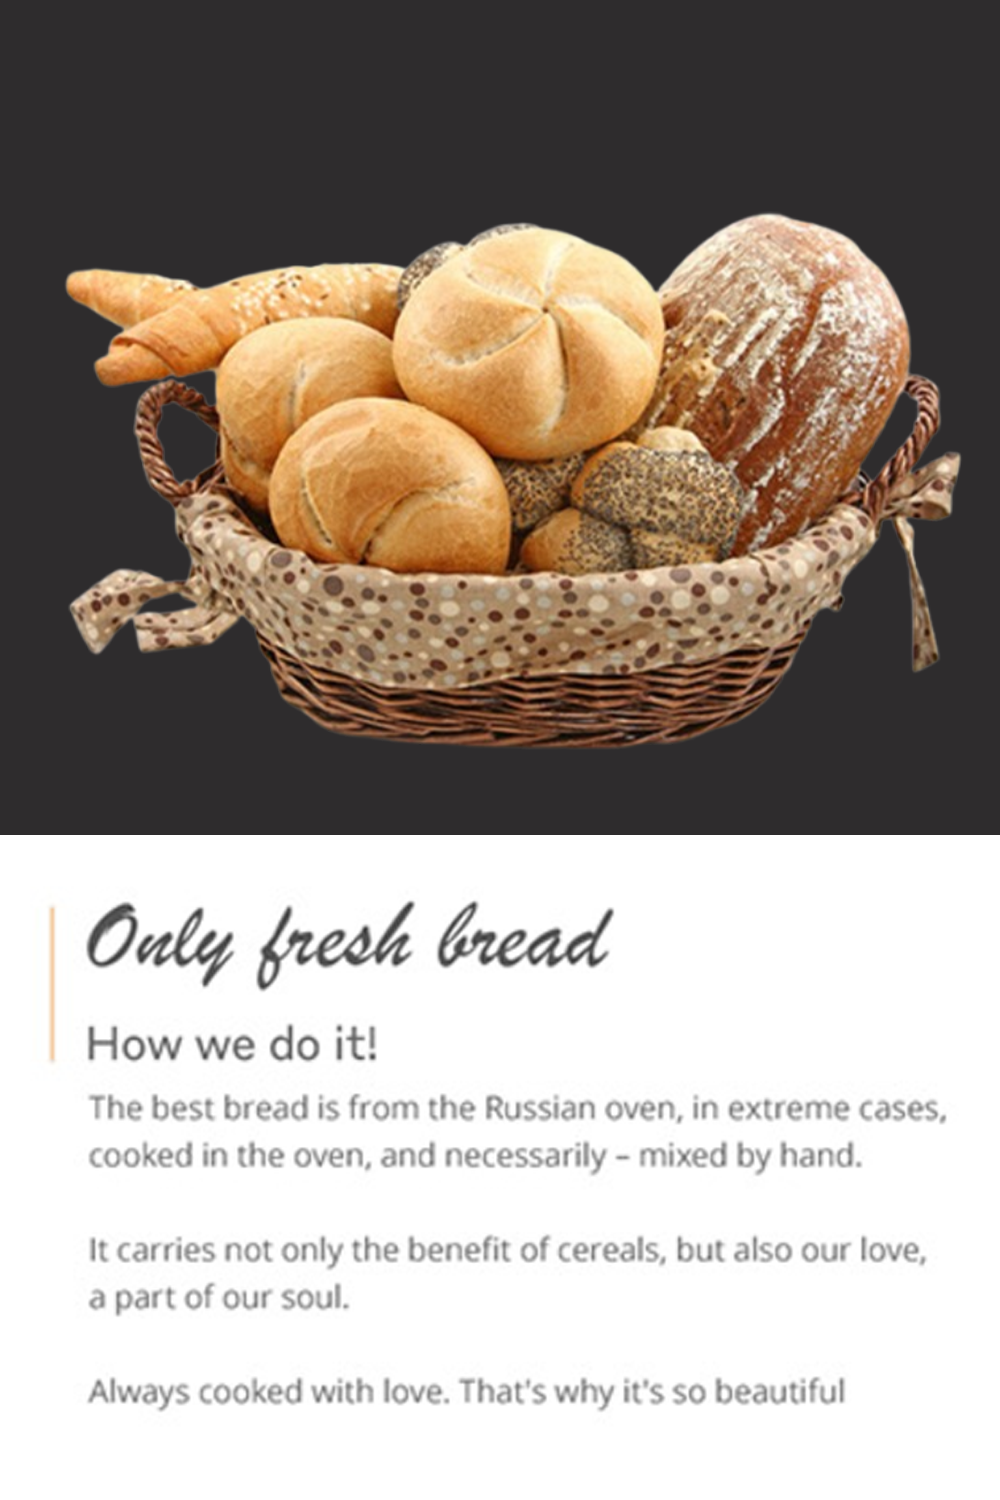 Only fresh bread
How we do it!
The best bread is from the Russian oven, in extreme cases,
cooked in the oven, and necessarily – mixed by hand.
It carries not only the benefit of cereals, but also our love,
a part of our soul.
Always cooked with love. That's why it's so beautiful